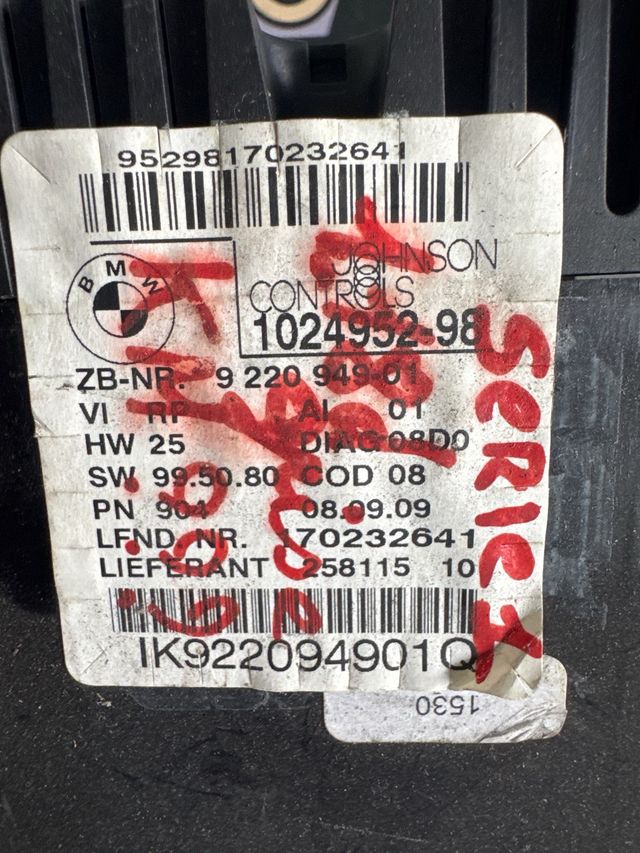 95298170232641
BMW
JOHNSON
CONTROLS
1024952-98
ZB-NR. 9 220 949-01
VI RP AI 01
HW 25 DIAG 08D0
SW 99.50.80 COD 08
PN 904 08.09.09
LFND. NR. 170232641
LIEFERANT 258115 10
IK922094901Q
SERIE 1
1530